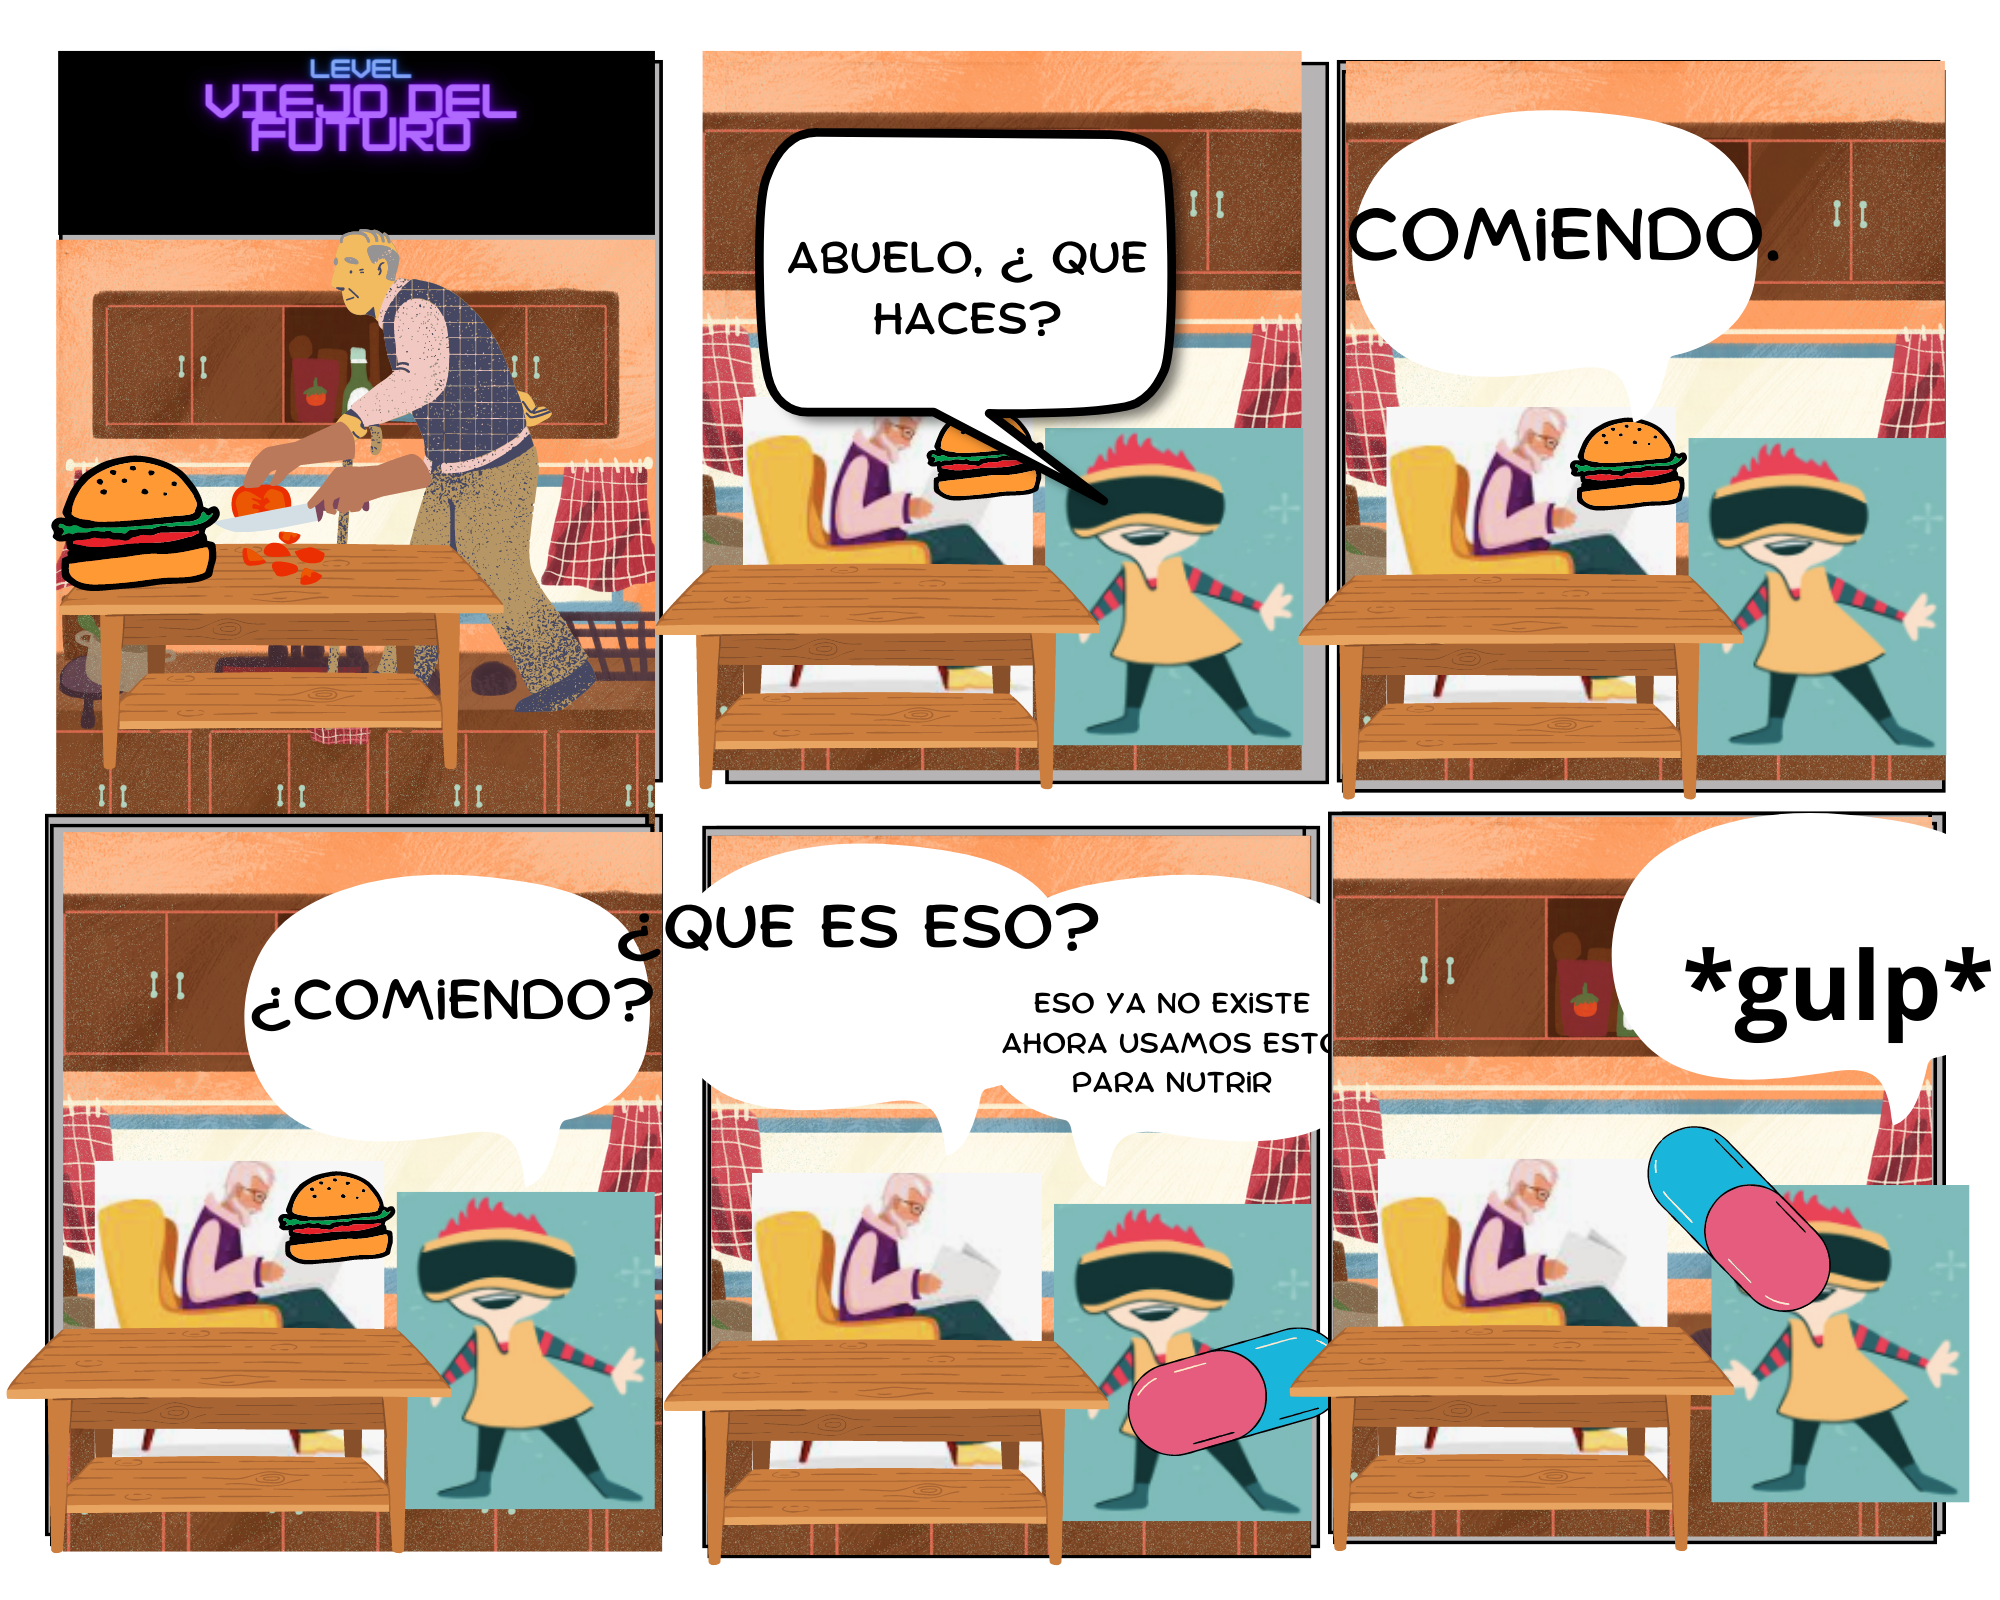 LEVEL
VIEJO DEL
FUTURO
ABUELO, ¿ QUE
HACES?
COMiENDO.
¿COMiENDO?
¿QUE ES ESO?
ESO YA NO EXiSTE
AHORA USAMOS ESTO
PARA NUTRiR
*gulp*